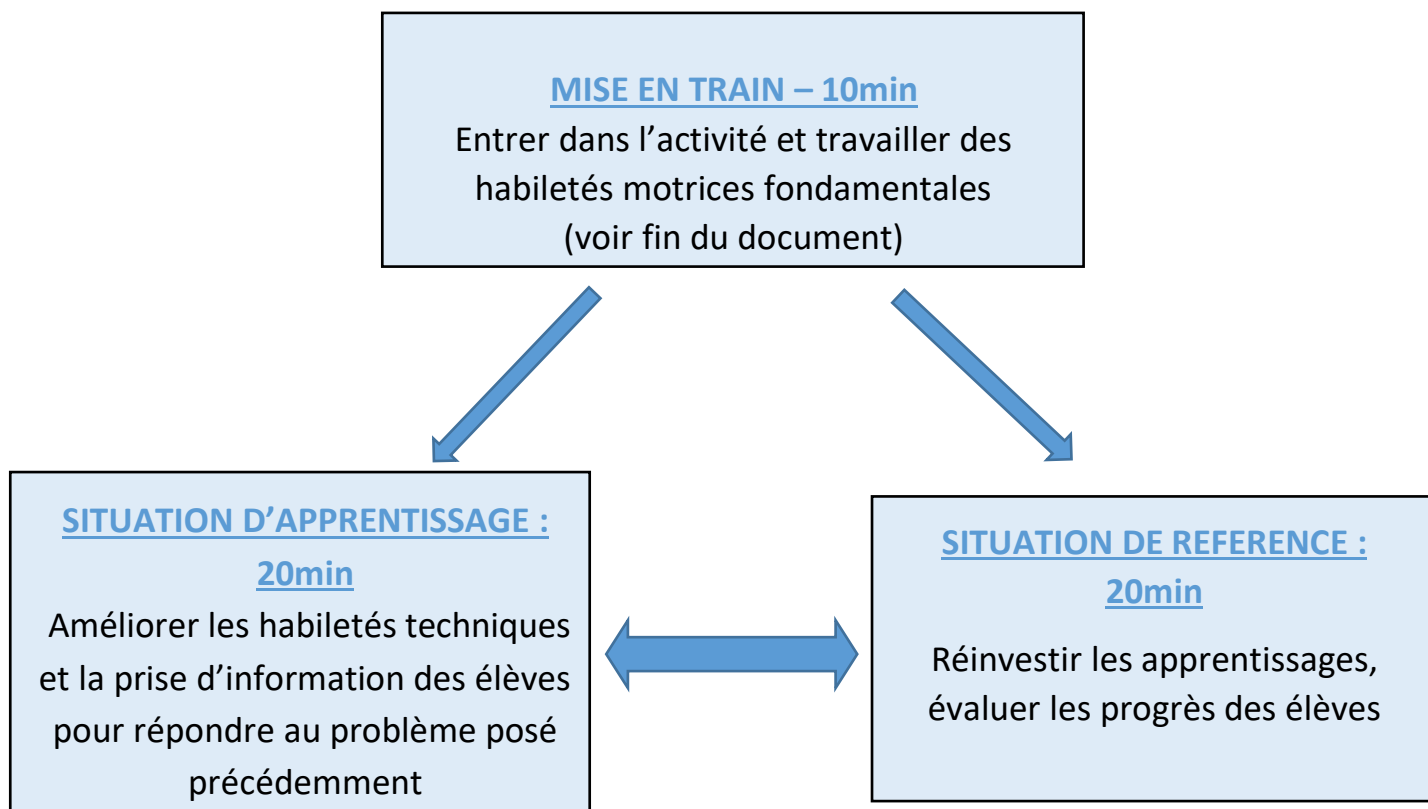 MISE EN TRAIN – 10min
Entrer dans l’activité et travailler des
habiletés motrices fondamentales
(voir fin du document)
SITUATION D’APPRENTISSAGE :
20min
Améliorer les habiletés techniques
et la prise d’information des élèves
pour répondre au problème posé
précédemment
SITUATION DE REFERENCE :
20min
Réinvestir les apprentissages,
évaluer les progrès des élèves